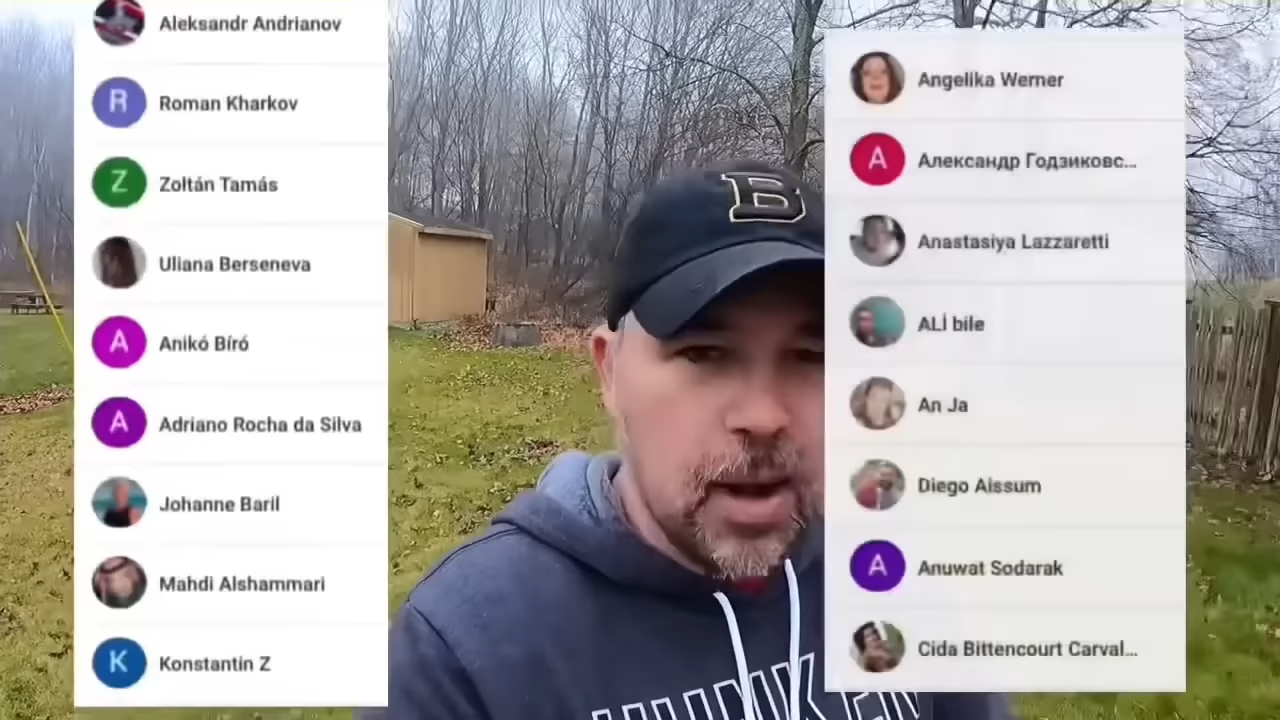 Aleksandr Andrianov
R
Roman Kharkov
Z
Zoltán Tamás
Uliana Berseneva
A
Anikó Bíró
A
Adriano Rocha da Silva
Johanne Baril
Mahdi Alshammari
K
Konstantin Z
B
Angelika Werner
A
Александр Годзиковс...
Anastasiya Lazzaretti
ALİ bile
An Ja
Diego Aissum
A
Anuwat Sodarak
Cida Bittencourt Carval...